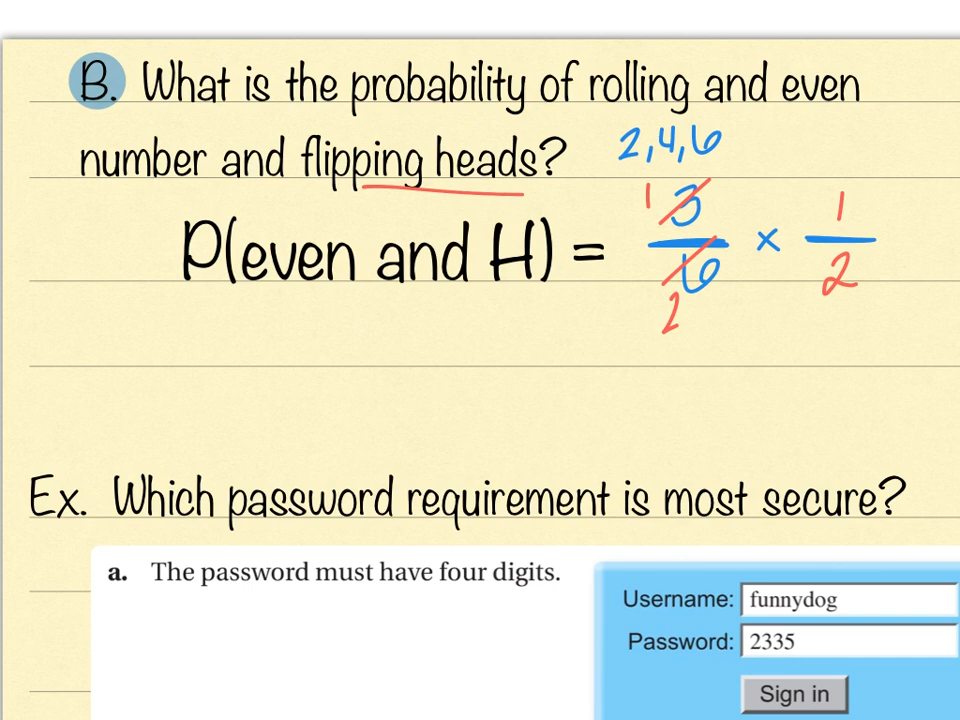 B. What is the probability of rolling and even
number and flipping heads? 2,4,6
P(even and H) = 1 3/6 2 × 1/2
Ex. Which password requirement is most secure?
a. The password must have four digits.
Username: funnydog
Password: 2335
Sign in